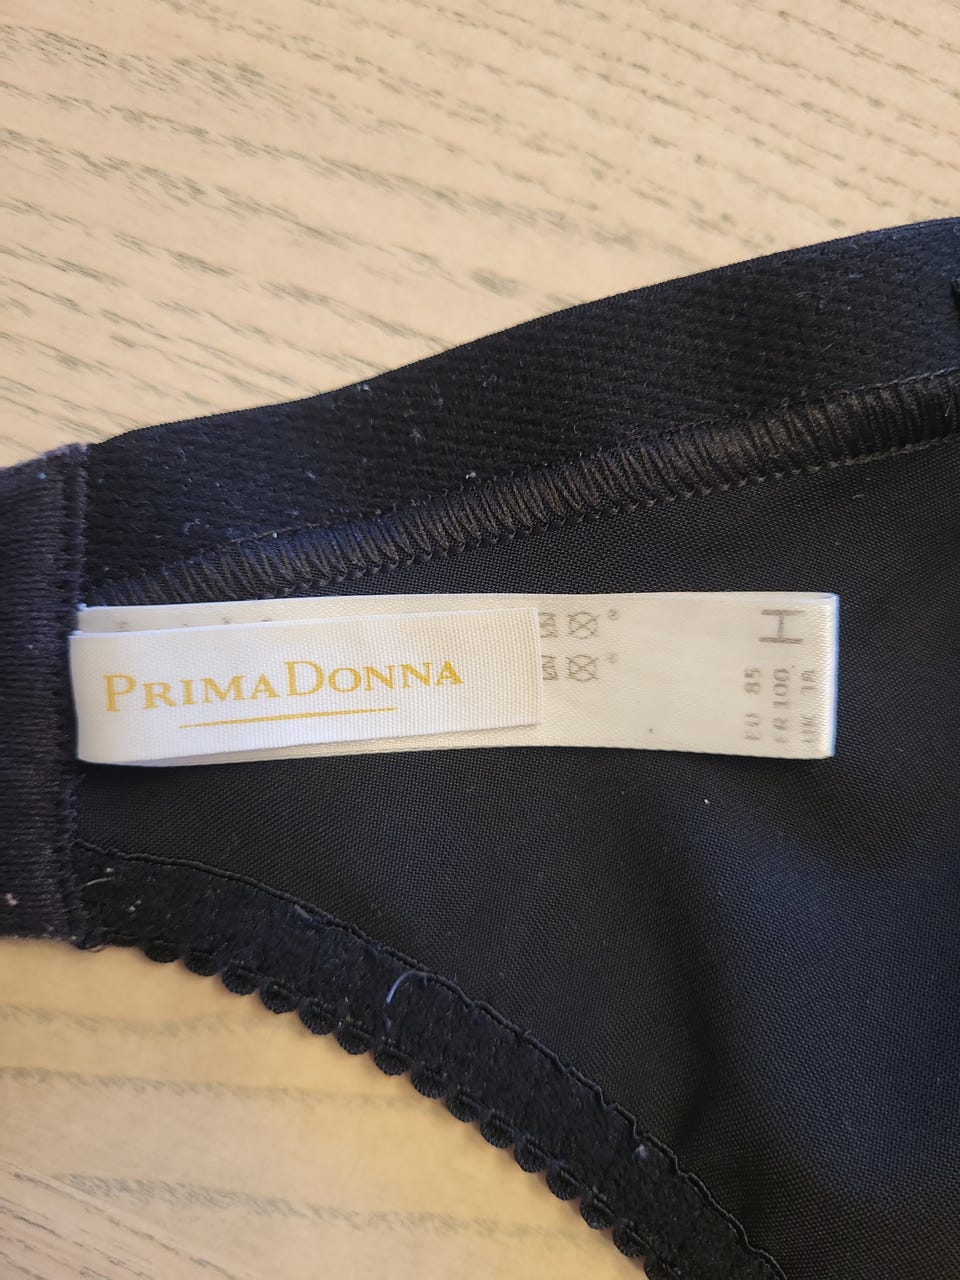 PRIMADONNA
H
EU 85
FR 100
UK 38